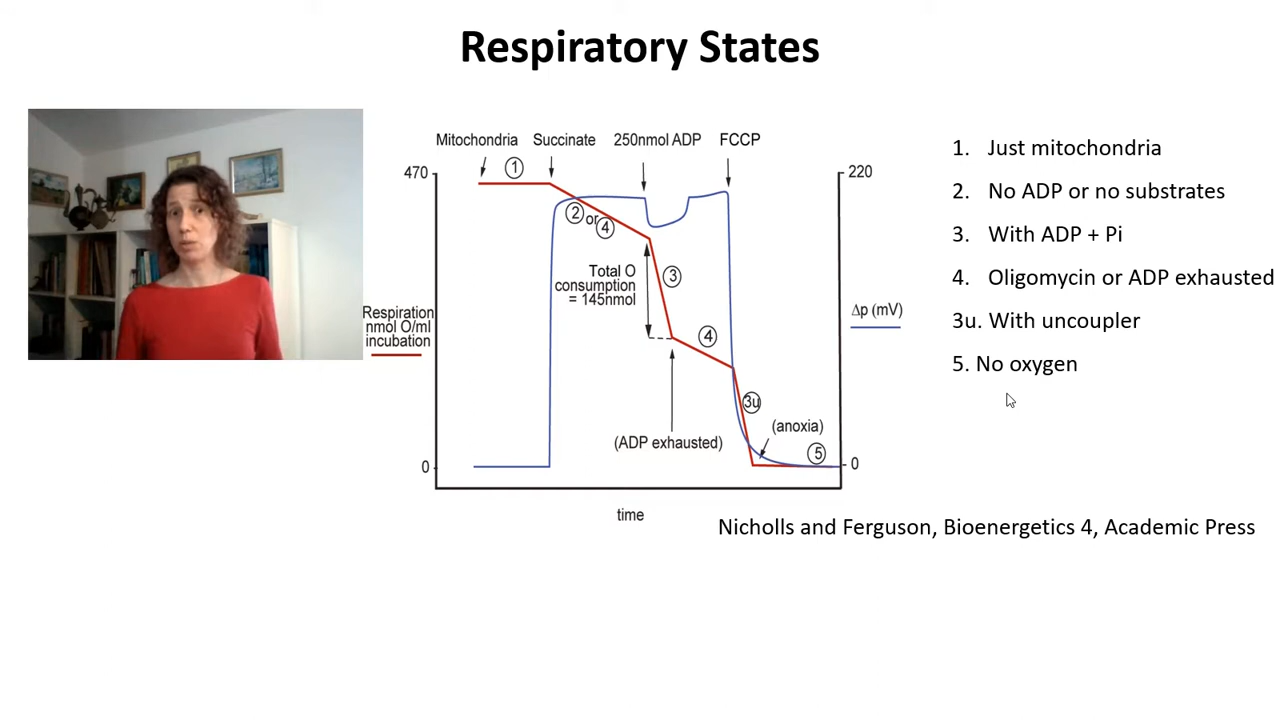 Respiratory States
Mitochondria
Succinate
250nmol ADP
FCCP
470
①
220
② or ④
Total O
consumption
= 145nmol
③
Respiration
nmol O/ml
incubation
Δp (mV)
④
3u
(anoxia)
(ADP exhausted)
⑤
0
0
time
1. Just mitochondria
2. No ADP or no substrates
3. With ADP + Pi
4. Oligomycin or ADP exhausted
3u. With uncoupler
5. No oxygen
Nicholls and Ferguson, Bioenergetics 4, Academic Press